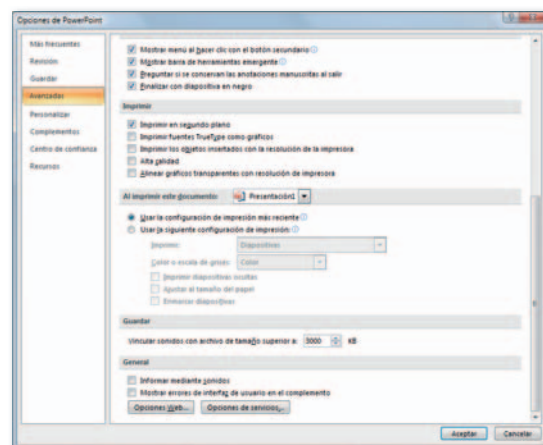 Opciones de PowerPoint
Más frecuentes
Revisión
Guardar
Avanzadas
Personalizar
Complementos
Centro de confianza
Recursos
Mostrar menú al hacer clic con el botón secundario
Mostrar barra de herramientas emergente
Preguntar si se conservan las anotaciones manuscritas al salir
Finalizar con diapositiva en negro
Imprimir
Imprimir en segundo plano
Imprimir fuentes TrueType como gráficos
Imprimir los objetos insertados con la resolución de la impresora
Alta calidad
Alinear gráficos transparentes con resolución de impresora
Al imprimir este documento: Presentación1
Usar la configuración de impresión más reciente
Usar la siguiente configuración de impresión:
Imprimir: Diapositivas
Color o escala de grises: Color
Imprimir diapositivas ocultas
Ajustar al tamaño del papel
Enmarcar diapositivas
Guardar
Vincular sonidos con archivo de tamaño superior a: 3000 KB
General
Informar mediante sonidos
Mostrar errores de interfaz de usuario en el complemento
Opciones Web... Opciones de servicios...
Aceptar Cancelar